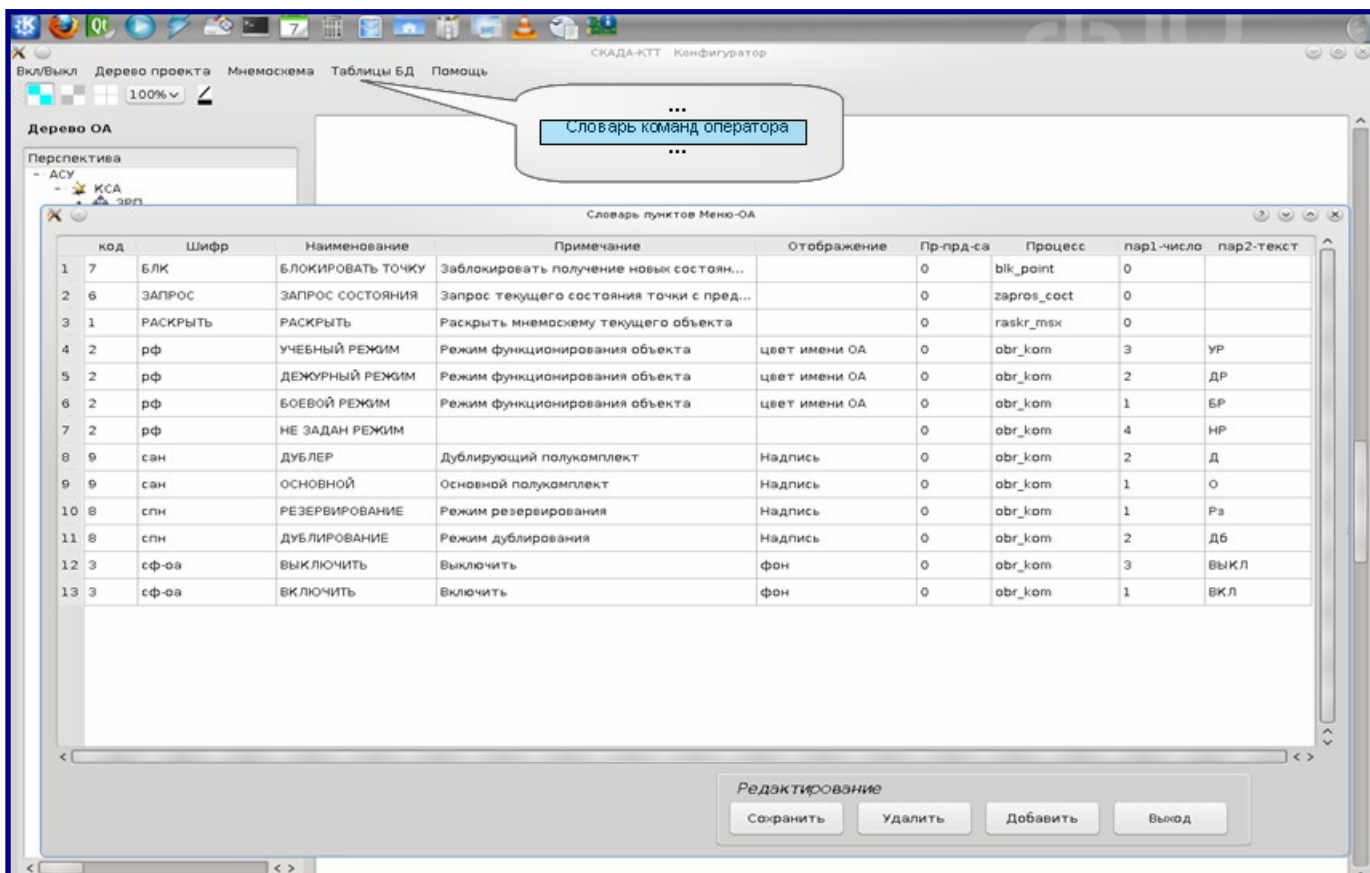 7
СКАДА-КТТ Конфигуратор
Вкл/Выкл Дерево проекта Мнемосхема Таблицы БД Помощь
100%
...
Словарь команд оператора
...
Дерево ОА
Перспектива
АСУ
КСА
ЗРП
Словарь пунктов Меню-ОА
код Шифр Наименование Примечание Отображение Пр-прд-са Процесс пар1-число пар2-текст
1 7 БЛК БЛОКИРОВАТЬ ТОЧКУ Заблокировать получение новых состоян... 0 blk_point 0
2 6 ЗАПРОС ЗАПРОС СОСТОЯНИЯ Запрос текущего состояния точки с пред... 0 zapros_coct 0
3 1 РАСКРЫТЬ РАСКРЫТЬ Раскрыть мнемосхему текущего объекта 0 raskr_msx 0
4 2 рф УЧЕБНЫЙ РЕЖИМ Режим функционирования объекта цвет имени ОА 0 obr_kom 3 УР
5 2 рф ДЕЖУРНЫЙ РЕЖИМ Режим функционирования объекта цвет имени ОА 0 obr_kom 2 ДР
6 2 рф БОЕВОЙ РЕЖИМ Режим функционирования объекта цвет имени ОА 0 obr_kom 1 БР
7 2 рф НЕ ЗАДАН РЕЖИМ 0 obr_kom 4 НР
8 9 сан ДУБЛЕР Дублирующий полукомплект Надпись 0 obr_kom 2 Д
9 9 сан ОСНОВНОЙ Основной полукомплект Надпись 0 obr_kom 1 О
10 8 спн РЕЗЕРВИРОВАНИЕ Режим резервирования Надпись 0 obr_kom 1 Рз
11 8 спн ДУБЛИРОВАНИЕ Режим дублирования Надпись 0 obr_kom 2 Дб
12 3 сф-оа ВЫКЛЮЧИТЬ Выключить фон 0 obr_kom 3 ВЫКЛ
13 3 сф-оа ВКЛЮЧИТЬ Включить фон 0 obr_kom 1 ВКЛ
Редактирование
Сохранить Удалить Добавить Выход